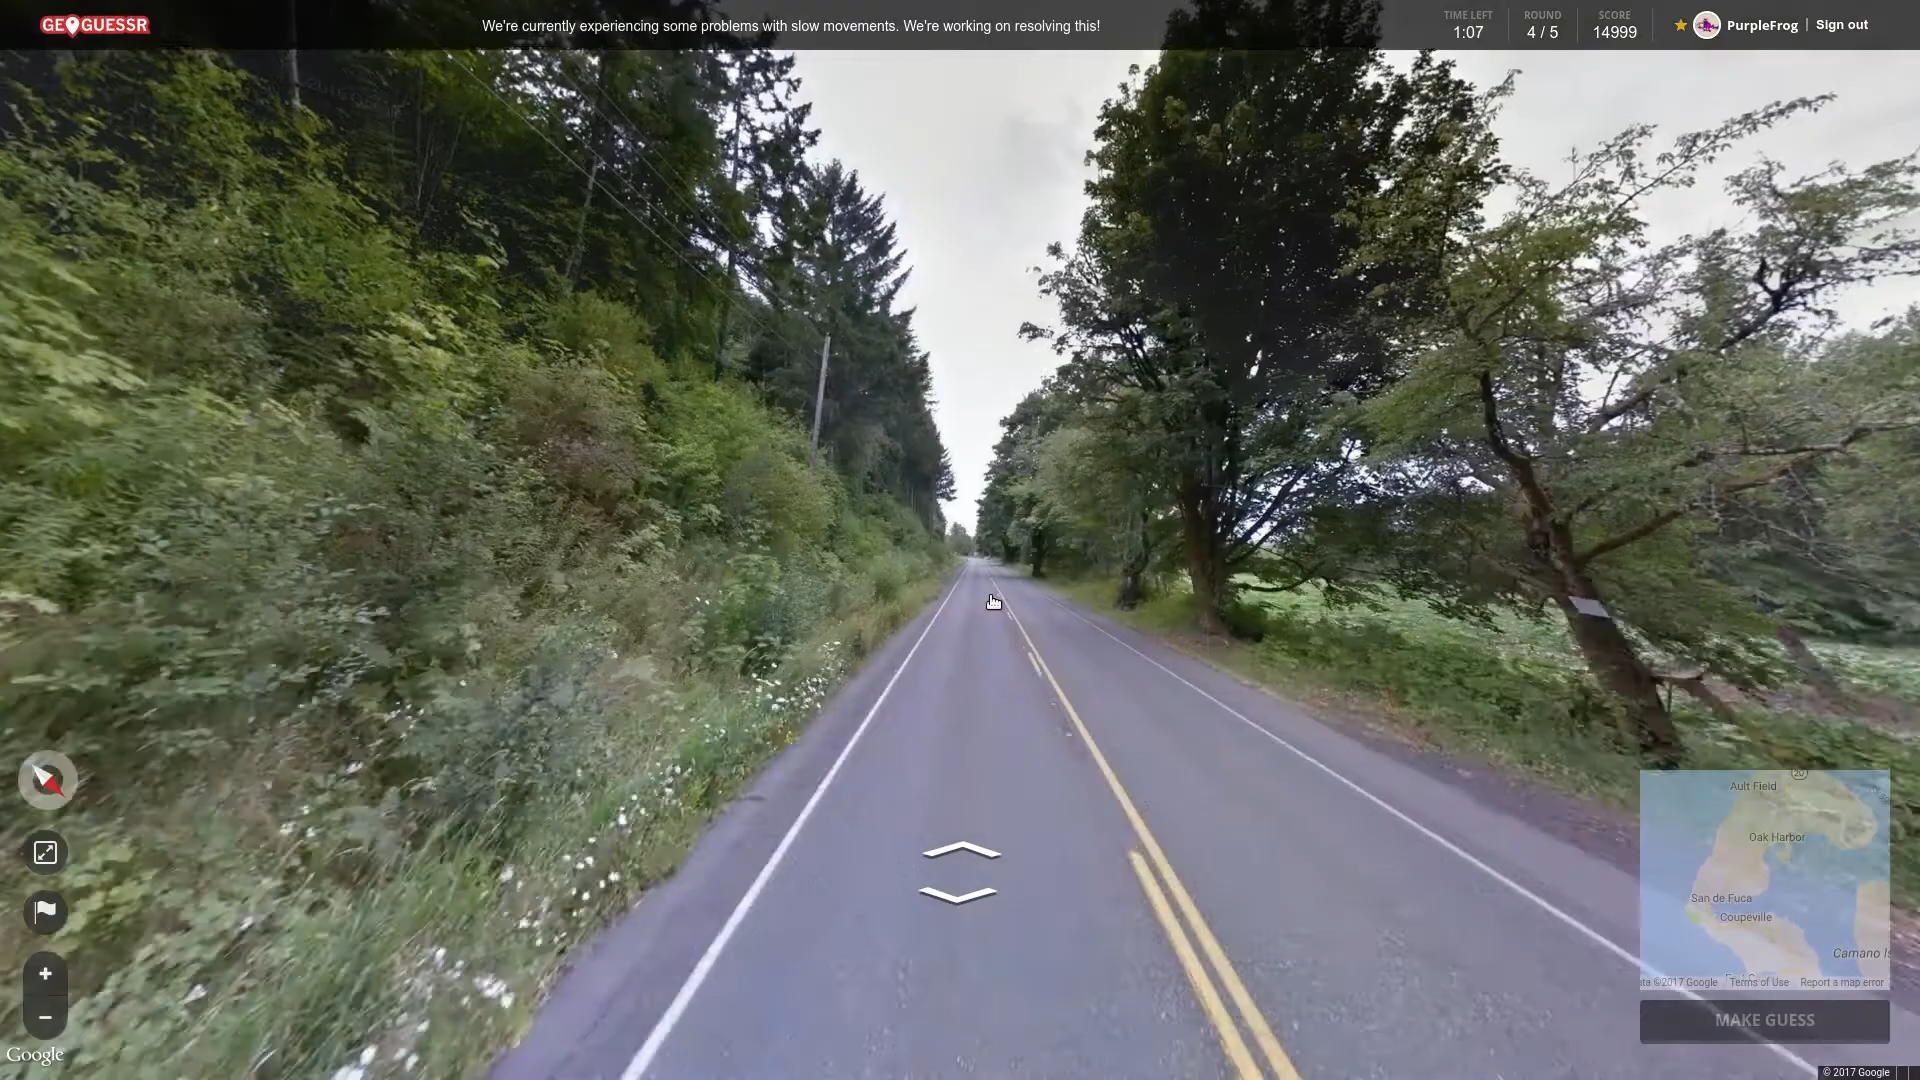 GEOGUESSR
We're currently experiencing some problems with slow movements. We're working on resolving this!
TIME LEFT
1:07
ROUND
4 / 5
SCORE
14999
PurpleFrog
Sign out
20
Ault Field
Oak Harbor
San de Fuca
Coupeville
Camano Is
ta ©2017 Google
Terms of Use
Report a map error
MAKE GUESS
+
−
Google
© 2017 Google